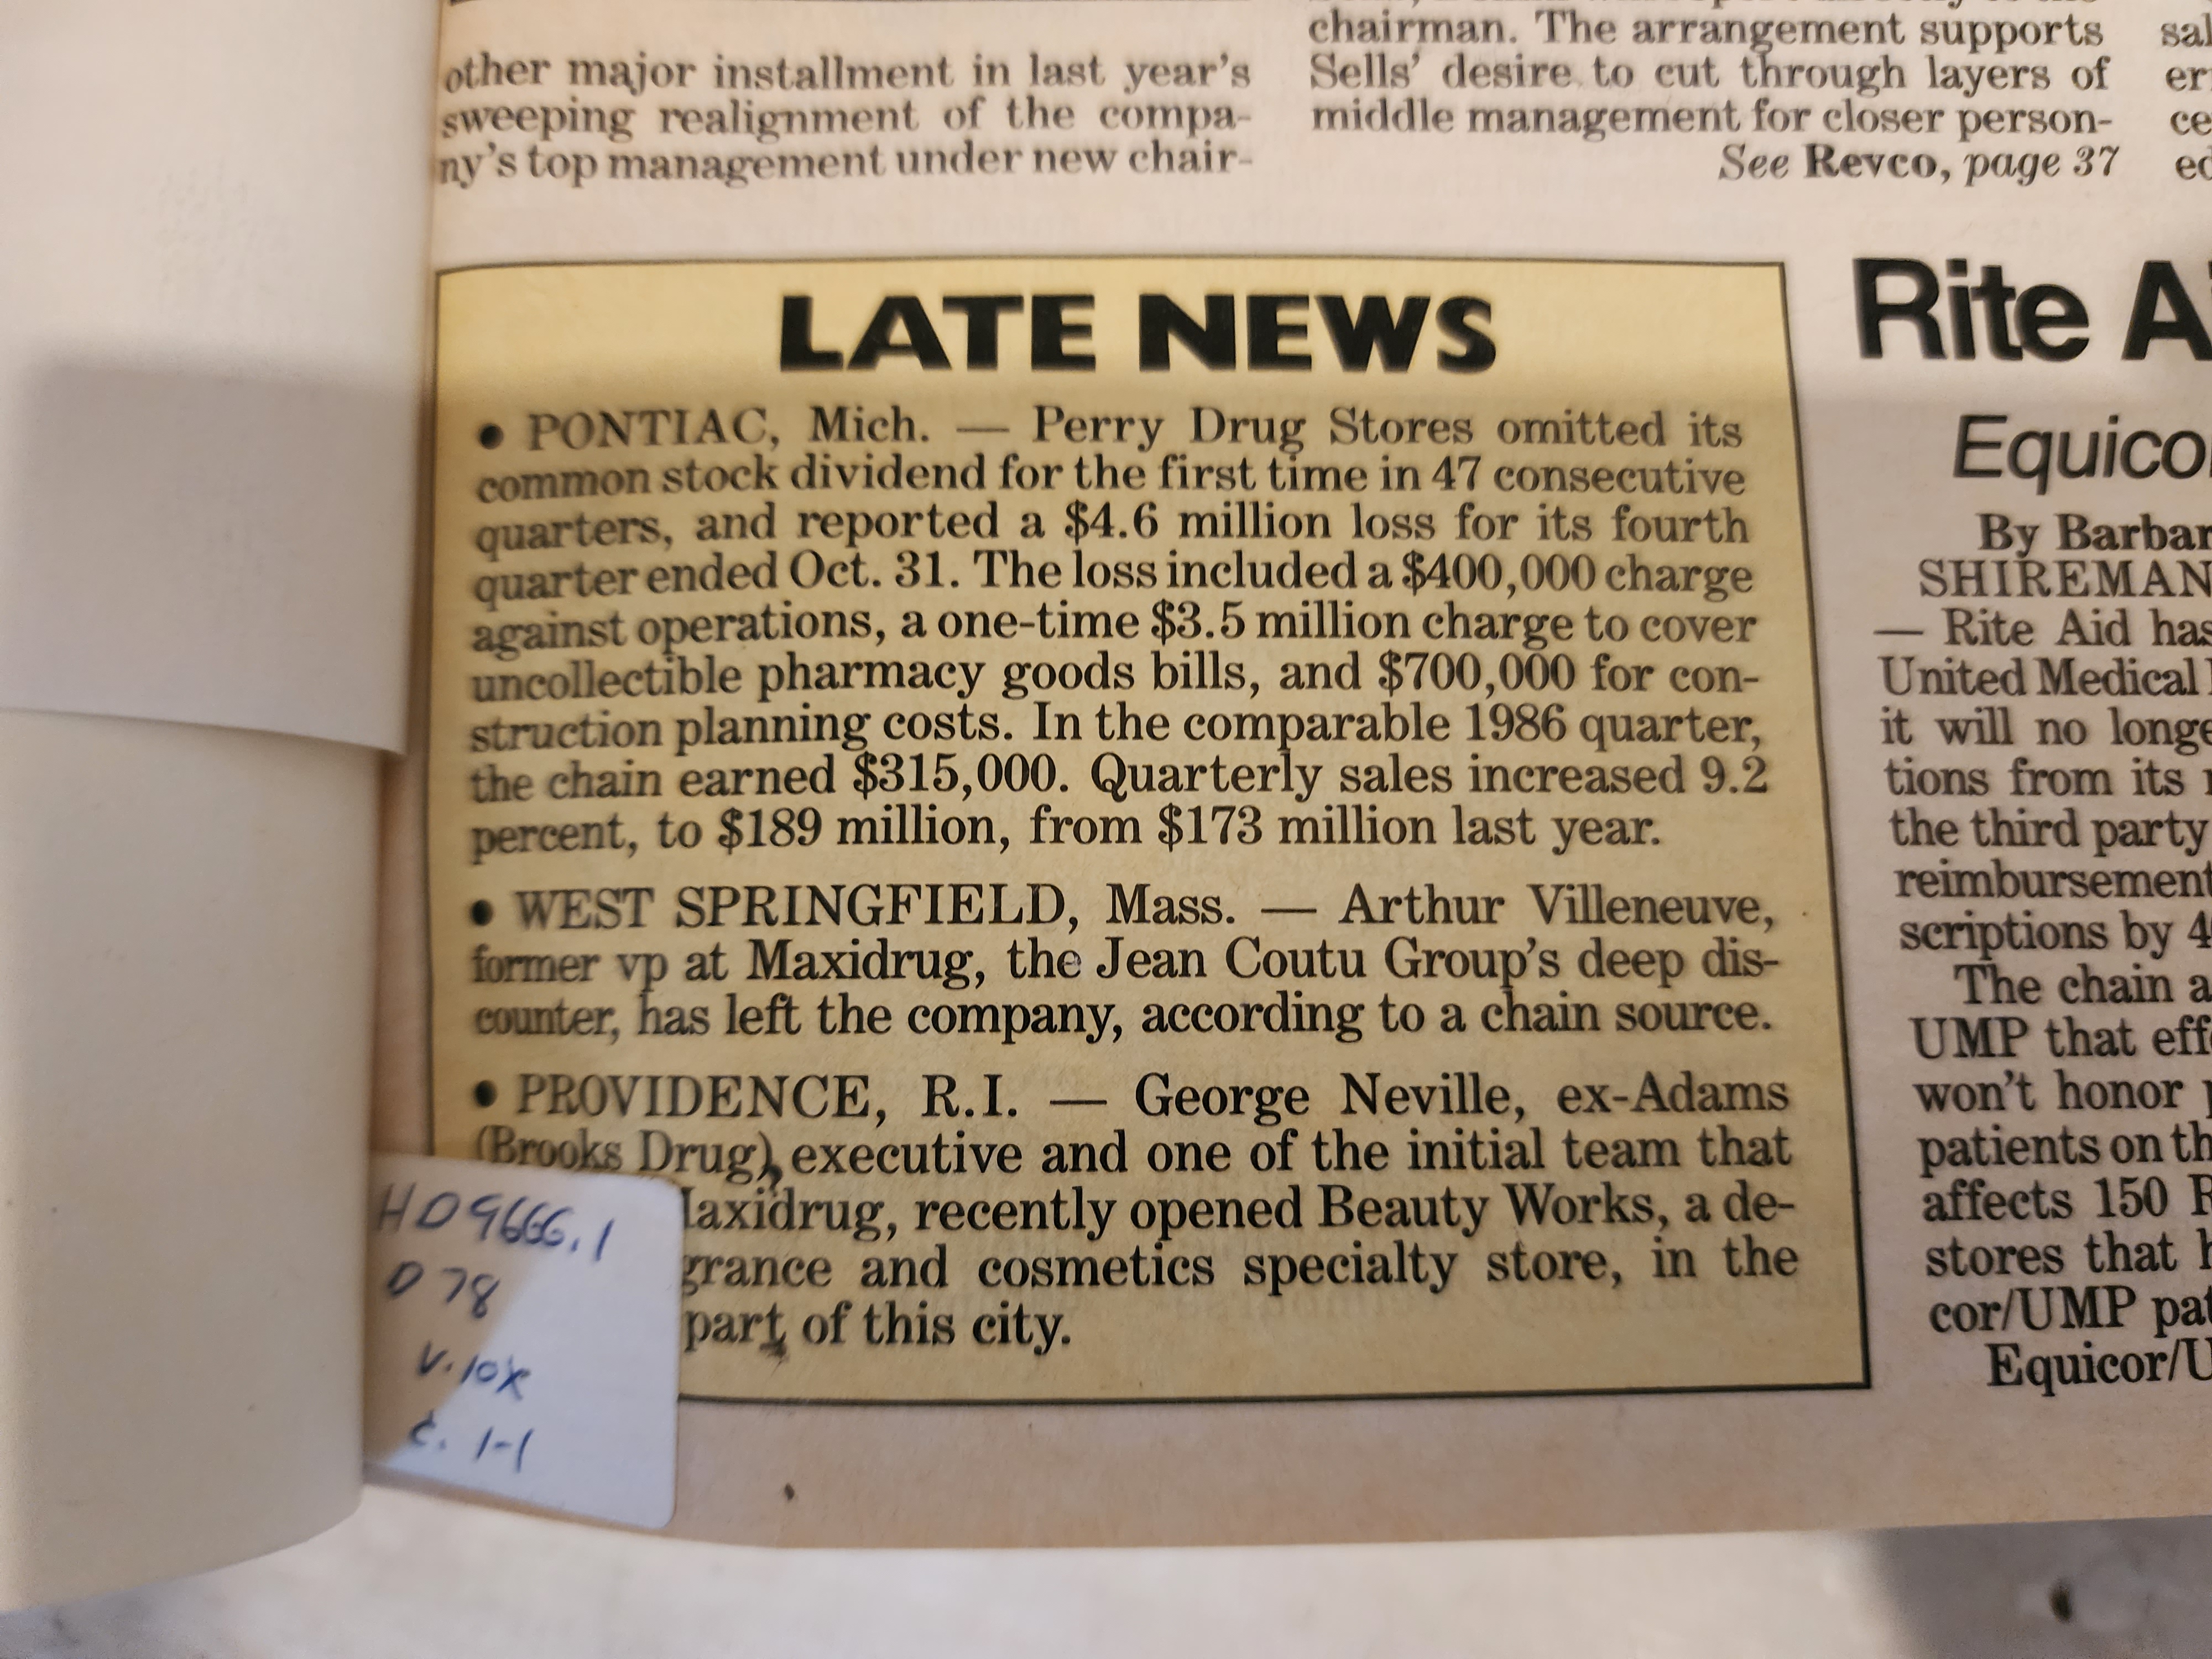 other major installment in last year's
sweeping realignment of the compa-
ny's top management under new chair-
chairman. The arrangement supports
Sells' desire to cut through layers of
middle management for closer person-
See Revco, page 37
LATE NEWS
• PONTIAC, Mich. — Perry Drug Stores omitted its
common stock dividend for the first time in 47 consecutive
quarters, and reported a $4.6 million loss for its fourth
quarter ended Oct. 31. The loss included a $400,000 charge
against operations, a one-time $3.5 million charge to cover
uncollectible pharmacy goods bills, and $700,000 for con-
struction planning costs. In the comparable 1986 quarter,
the chain earned $315,000. Quarterly sales increased 9.2
percent, to $189 million, from $173 million last year.
• WEST SPRINGFIELD, Mass. — Arthur Villeneuve,
former vp at Maxidrug, the Jean Coutu Group's deep dis-
counter, has left the company, according to a chain source.
• PROVIDENCE, R.I. — George Neville, ex-Adams
(Brooks Drug), executive and one of the initial team that
axidrug, recently opened Beauty Works, a de-
grance and cosmetics specialty store, in the
part of this city.
HD9666.1
D78
v.10
c. 1-1
Rite A
Equico
By Barbar
SHIREMAN
— Rite Aid has
United Medical
it will no longe
tions from its
the third party
reimbursement
scriptions by 4
The chain a
UMP that eff
won't honor
patients on th
affects 150
stores that
cor/UMP pat
Equicor/U